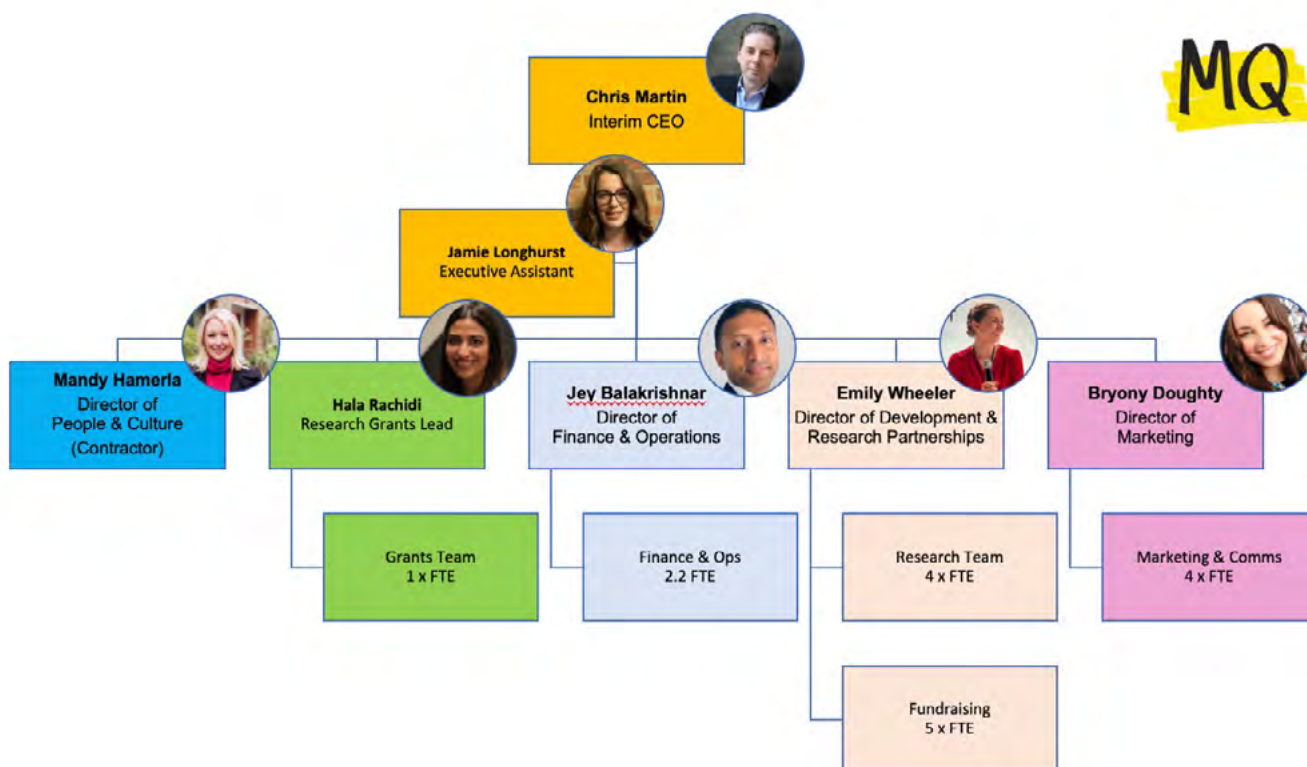 MQ
Chris Martin
Interim CEO
Jamie Longhurst
Executive Assistant
Mandy Hamerla
Director of
People & Culture
(Contractor)
Hala Rachidi
Research Grants Lead
Jey Balakrishnar
Director of
Finance & Operations
Emily Wheeler
Director of Development &
Research Partnerships
Bryony Doughty
Director of
Marketing
Grants Team
1 x FTE
Finance & Ops
2.2 FTE
Research Team
4 x FTE
Marketing & Comms
4 x FTE
Fundraising
5 x FTE